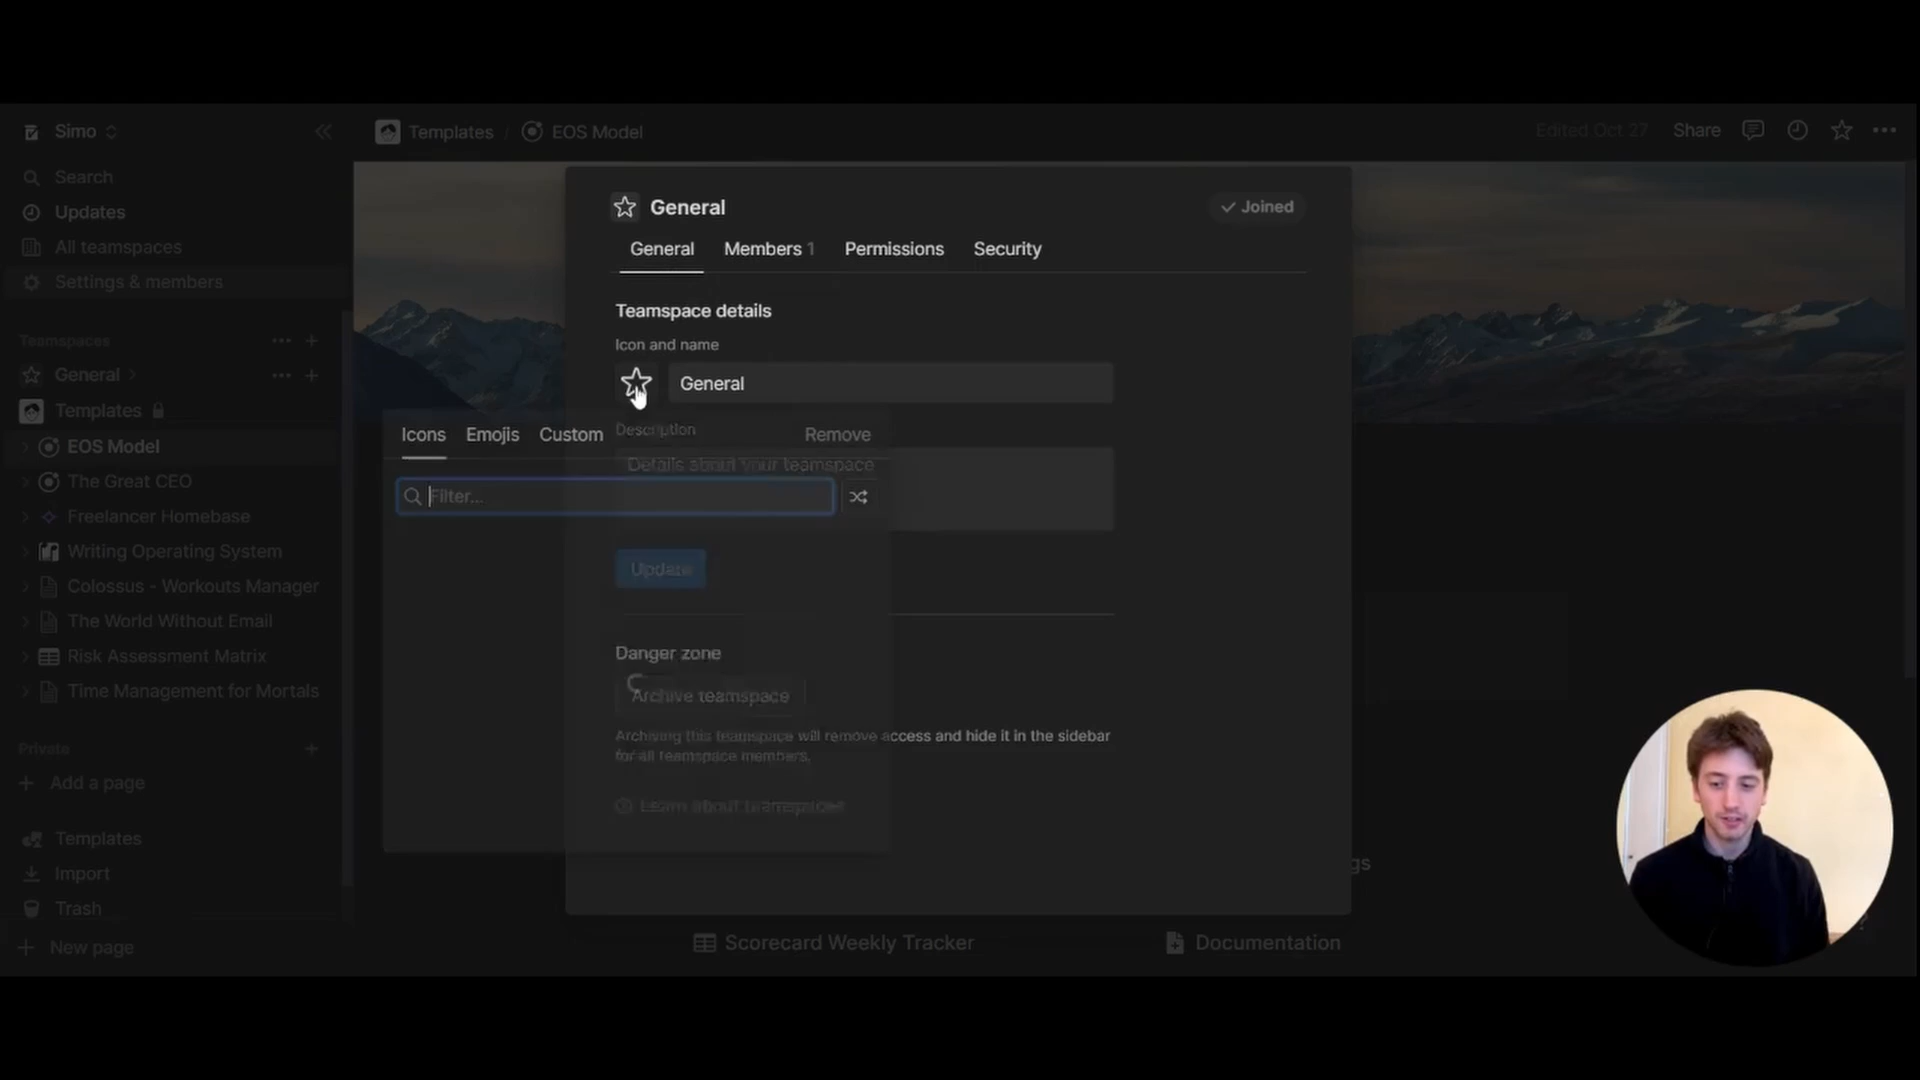 Simo
Templates / EOS Model
Edited Oct 27
Share
Search
Updates
All teamspaces
Settings & members
Teamspaces
General
Templates
EOS Model
The Great CEO
Freelancer Homebase
Writing Operating System
Colossus - Workouts Manager
The World Without Email
Risk Assessment Matrix
Time Management for Mortals
Private
Add a page
Templates
Import
Trash
New page
General
Joined
General
Members 1
Permissions
Security
Teamspace details
Icon and name
General
Icons
Emojis
Custom
Remove
Description
Details about your teamspace
Filter...
Update
Danger zone
Archive teamspace
Archiving this teamspace will remove access and hide it in the sidebar
for all teamspace members.
Learn about teamspaces
gs
Scorecard Weekly Tracker
Documentation